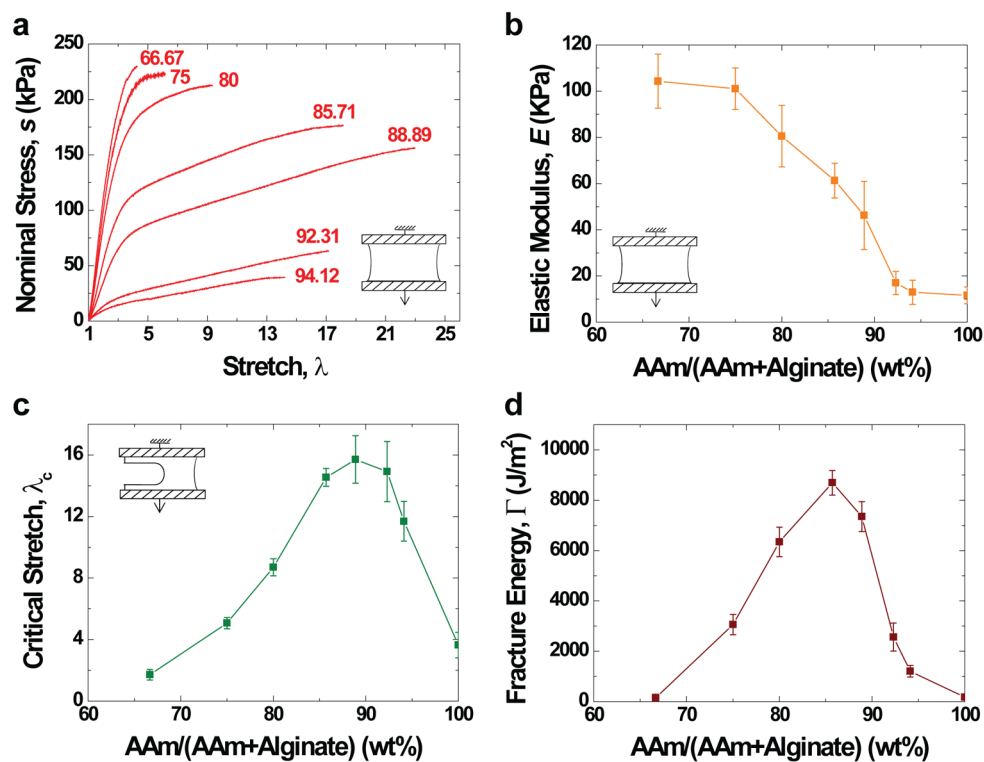 a
250
200
150
100
50
0
Nominal Stress, s (kPa)
66.67
75
80
85.71
88.89
92.31
94.12
1 5 9 13 17 21 25
Stretch, λ
b
120
100
80
60
40
20
0
Elastic Modulus, E (KPa)
60 70 80 90 100
AAm/(AAm+Alginate) (wt%)
c
16
12
8
4
0
Critical Stretch, λc
60 70 80 90 100
AAm/(AAm+Alginate) (wt%)
d
10000
8000
6000
4000
2000
0
Fracture Energy, Γ (J/m²)
60 70 80 90 100
AAm/(AAm+Alginate) (wt%)